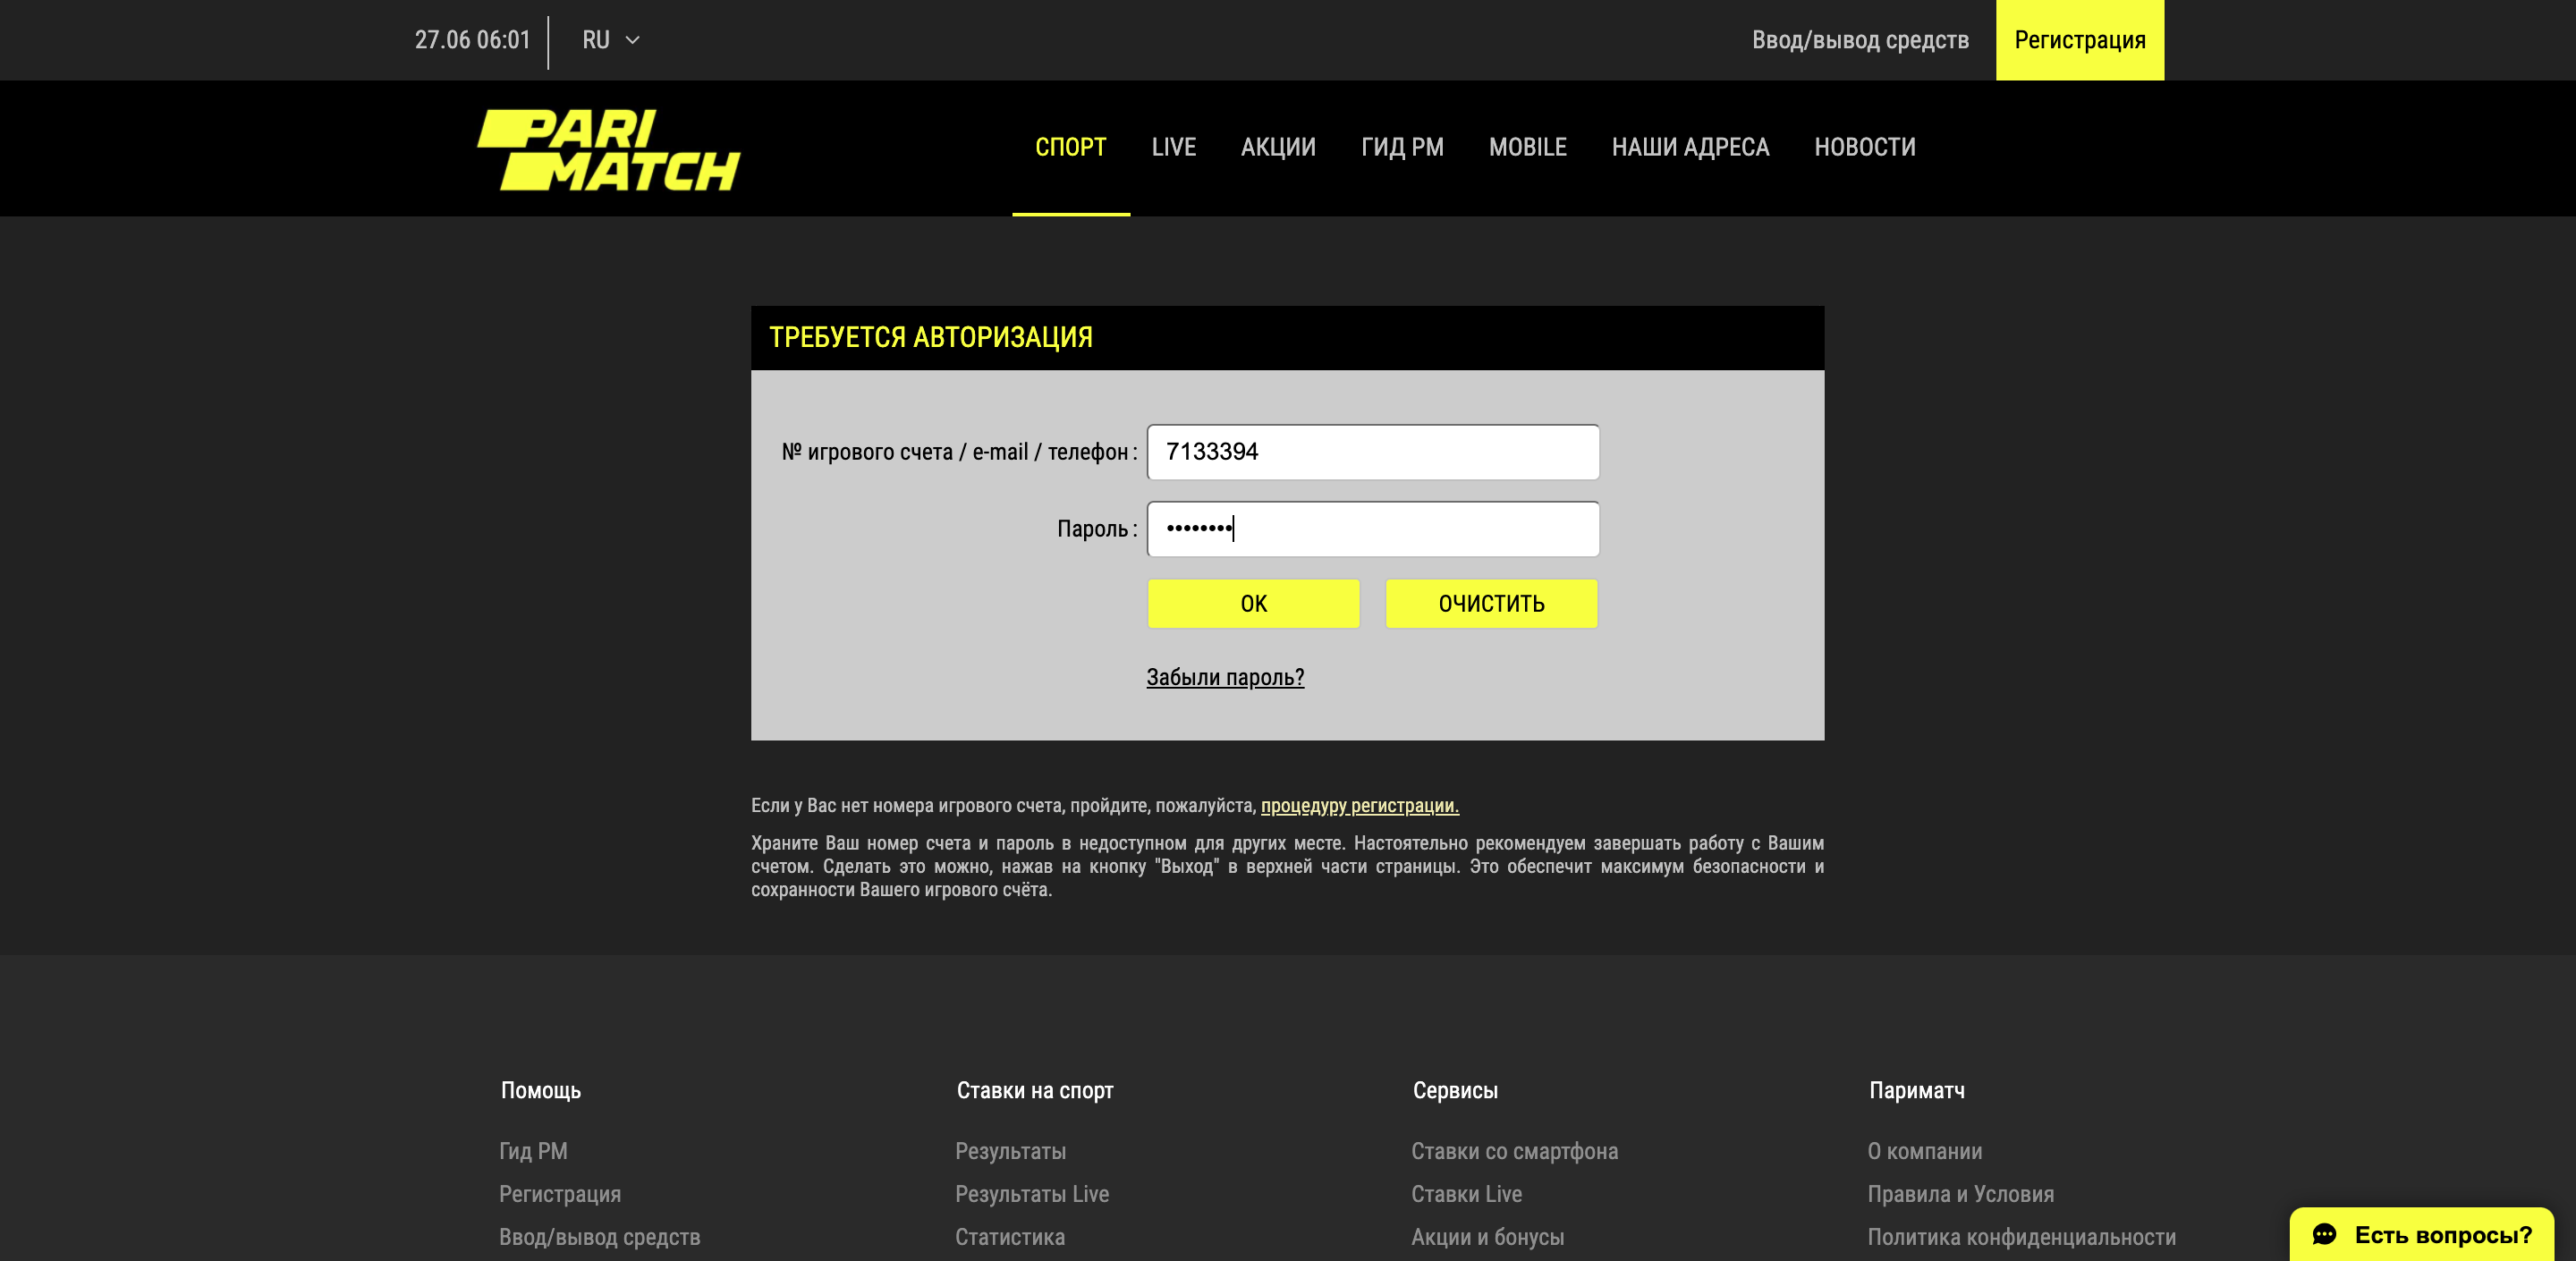 27.06 06:01
RU
Ввод/вывод средств
Регистрация
PARI
MATCH
СПОРТ
LIVE
АКЦИИ
ГИД PM
MOBILE
НАШИ АДРЕСА
НОВОСТИ
ТРЕБУЕТСЯ АВТОРИЗАЦИЯ
№ игрового счета / e-mail / телефон : 7133394
Пароль : ••••••••
ОК
ОЧИСТИТЬ
Забыли пароль?
Если у Вас нет номера игрового счета, пройдите, пожалуйста, процедуру регистрации.
Храните Ваш номер счета и пароль в недоступном для других месте. Настоятельно рекомендуем завершать работу с Вашим
счетом. Сделать это можно, нажав на кнопку "Выход" в верхней части страницы. Это обеспечит максимум безопасности и
сохранности Вашего игрового счёта.
Помощь
Гид PM
Регистрация
Ввод/вывод средств
Ставки на спорт
Результаты
Результаты Live
Статистика
Сервисы
Ставки со смартфона
Ставки Live
Акции и бонусы
Париматч
О компании
Правила и Условия
Политика конфиденциальности
Есть вопросы?